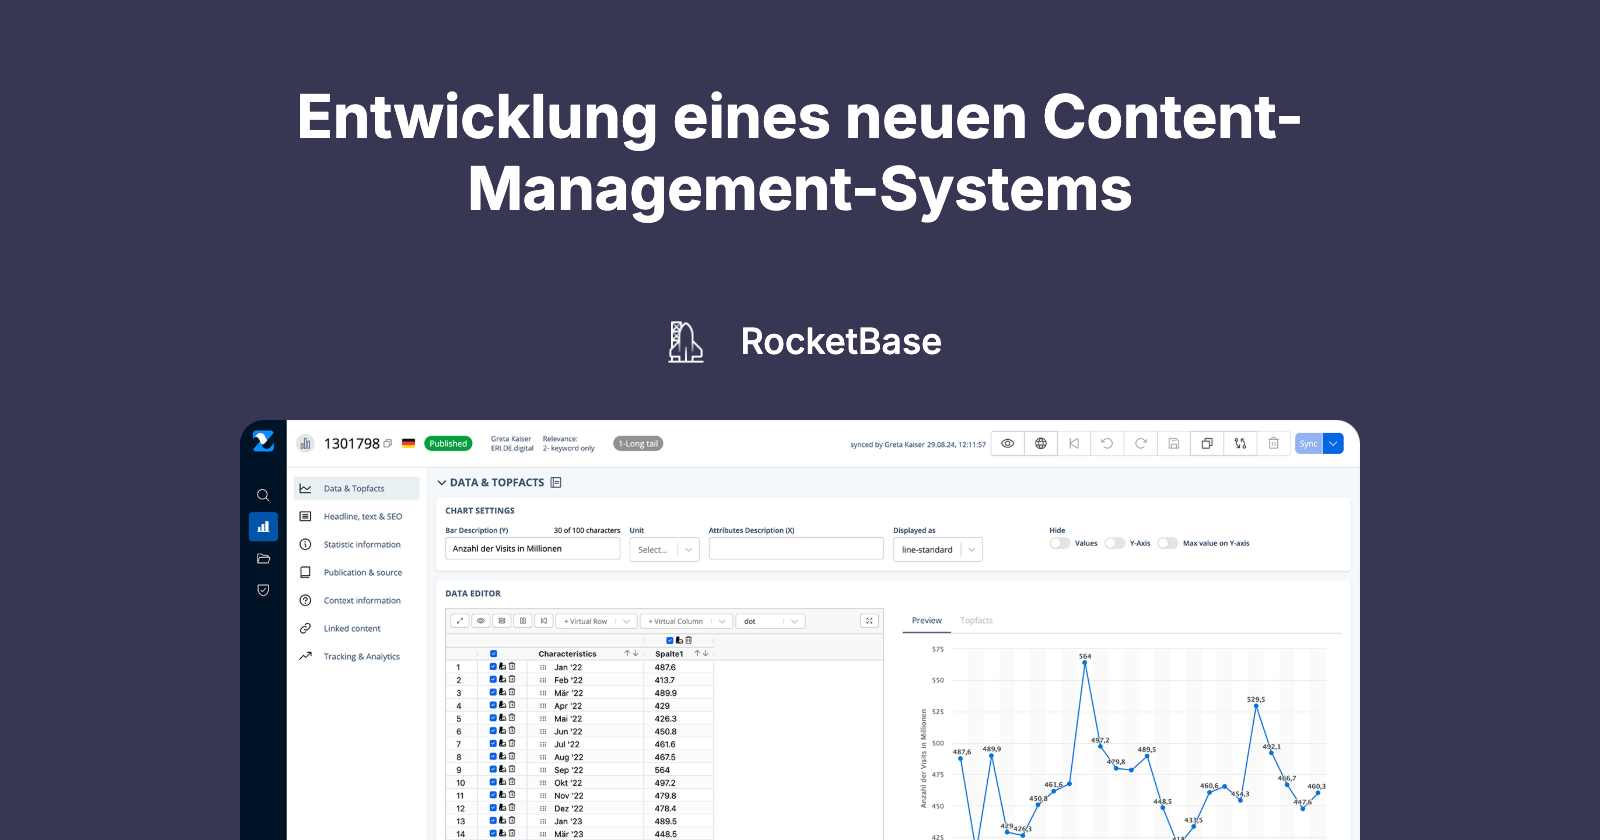 Entwicklung eines neuen Content-
Management-Systems
RocketBase
1301798 Published Greta Kaiser Relevance: 1-Long tail synced by Greta Kaiser 29.08.24, 12:11:57 Sync
ERI.DE.digital 2- keyword only
Data & Topfacts
Headline, text & SEO
Statistic information
Publication & source
Context information
Linked content
Tracking & Analytics
DATA & TOPFACTS
CHART SETTINGS
Bar Description (Y) 30 of 100 characters Unit Attributes Description (X) Displayed as Hide
Anzahl der Visits in Millionen Select... line-standard Values Y-Axis Max value on Y-axis
DATA EDITOR
+ Virtual Row + Virtual Column dot
Characteristics Spalte1
1 Jan '22 487.6
2 Feb '22 413.7
3 Mär '22 489.9
4 Apr '22 429
5 Mai '22 426.3
6 Jun '22 450.8
7 Jul '22 461.6
8 Aug '22 467.5
9 Sep '22 564
10 Okt '22 497.2
11 Nov '22 479.8
12 Dez '22 478.4
13 Jan '23 489.5
14 Mär '23 448.5
Preview Topfacts
Anzahl der Visits in Millionen
575
550
525
500
475
450
425
487,6
489,9
429
426,3
450,8
461,6
564
497,2
479,8
489,5
448,5
433,5
460,6
454,3
529,5
492,1
466,7
447,6
460,3